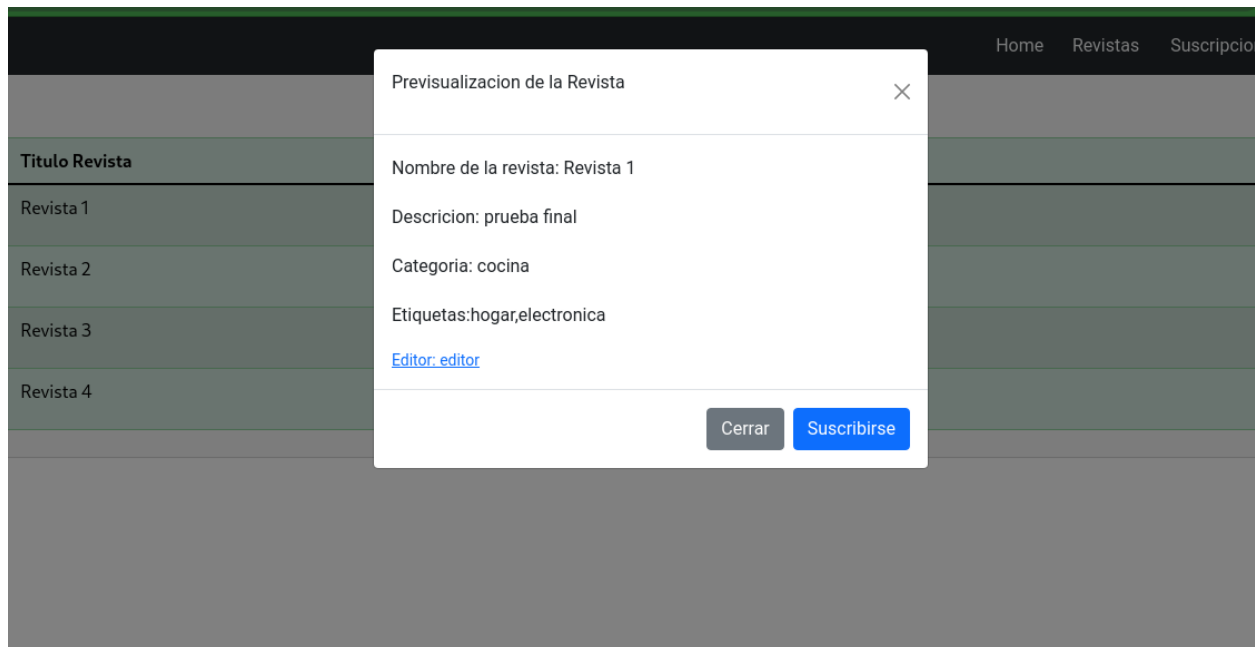 Home Revistas Suscripcio
Previsualizacion de la Revista
Titulo Revista
Nombre de la revista: Revista 1
Revista 1
Descricion: prueba final
Revista 2
Categoria: cocina
Revista 3
Etiquetas:hogar,electronica
Editor: editor
Revista 4
Cerrar Suscribirse